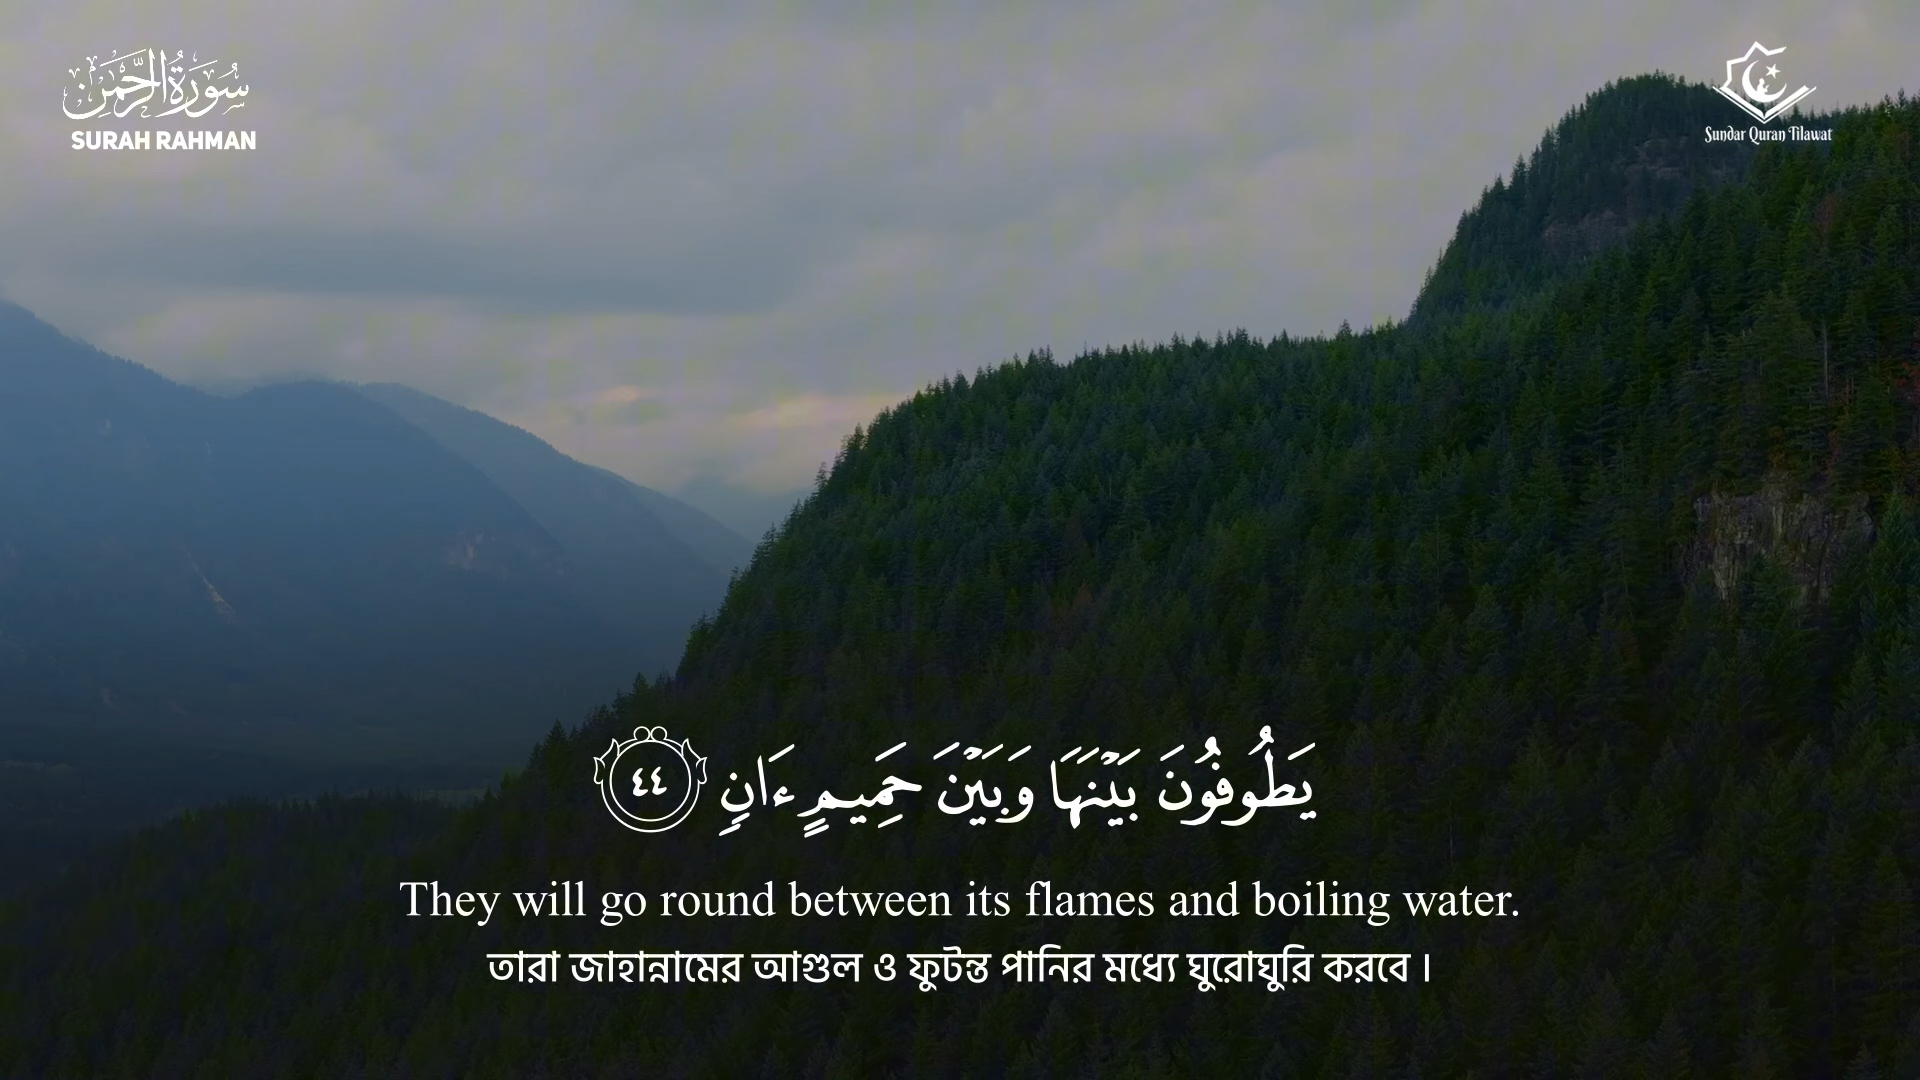 سُورَةُ الرَّحْمَٰن
SURAH RAHMAN
Sundar Quran Tilawat
يَطُوفُونَ بَيْنَهَا وَبَيْنَ حَمِيمٍ ءَانٍ ٤٤
They will go round between its flames and boiling water.
তারা জাহান্নামের আগুল ও ফুটন্ত পানির মধ্যে ঘুরোঘুরি করবে ।